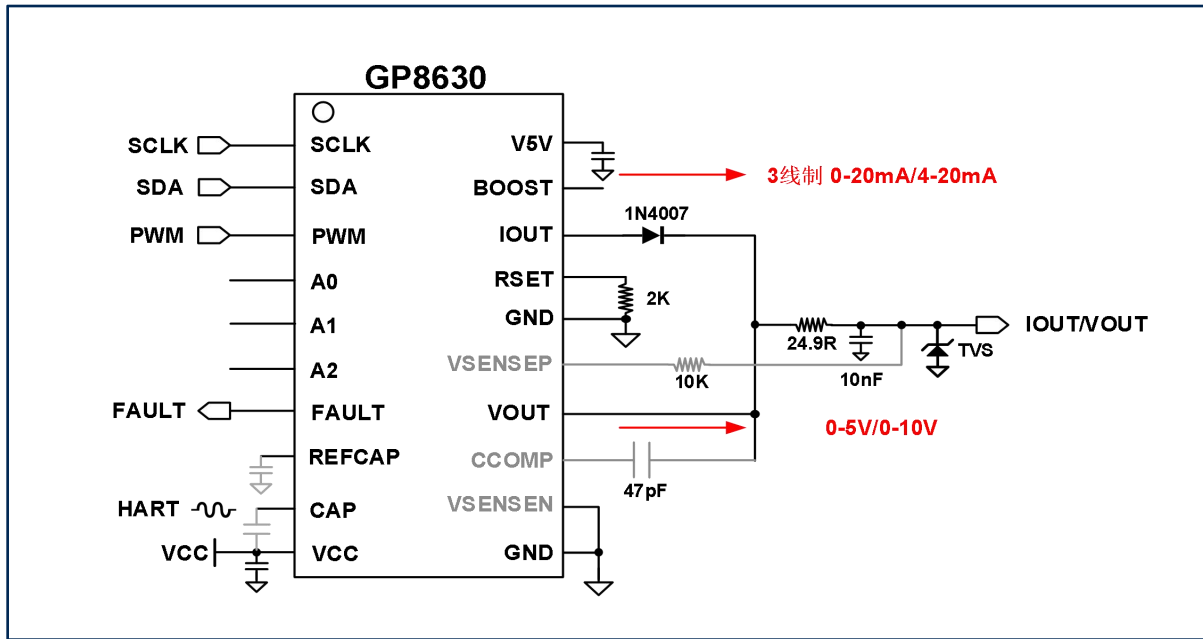 GP8630
SCLK
SCLK
V5V
SDA
SDA
BOOST
3线制 0-20mA/4-20mA
1N4007
PWM
PWM
IOUT
A0
RSET
2K
GND
A1
24.9R
IOUT/VOUT
TVS
A2
VSENSEP
10K
10nF
FAULT
FAULT
VOUT
0-5V/0-10V
REFCAP
CCOMP
47pF
HART
CAP
VSENSEN
VCC
VCC
GND